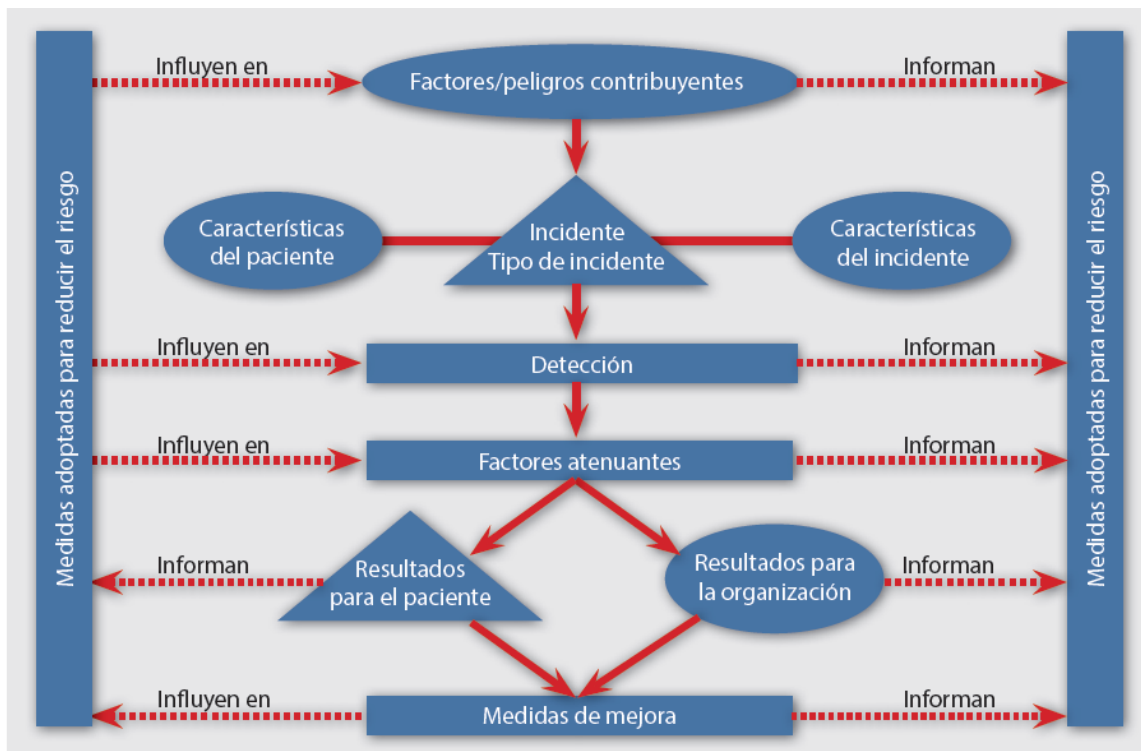 Medidas adoptadas para reducir el riesgo
Influyen en
Factores/peligros contribuyentes
Informan
Medidas adoptadas para reducir el riesgo
Características
del paciente
Incidente
Tipo de incidente
Características
del incidente
Influyen en
Detección
Informan
Influyen en
Factores atenuantes
Informan
Informan
Resultados
para el paciente
Resultados para
la organización
Informan
Influyen en
Medidas de mejora
Informan